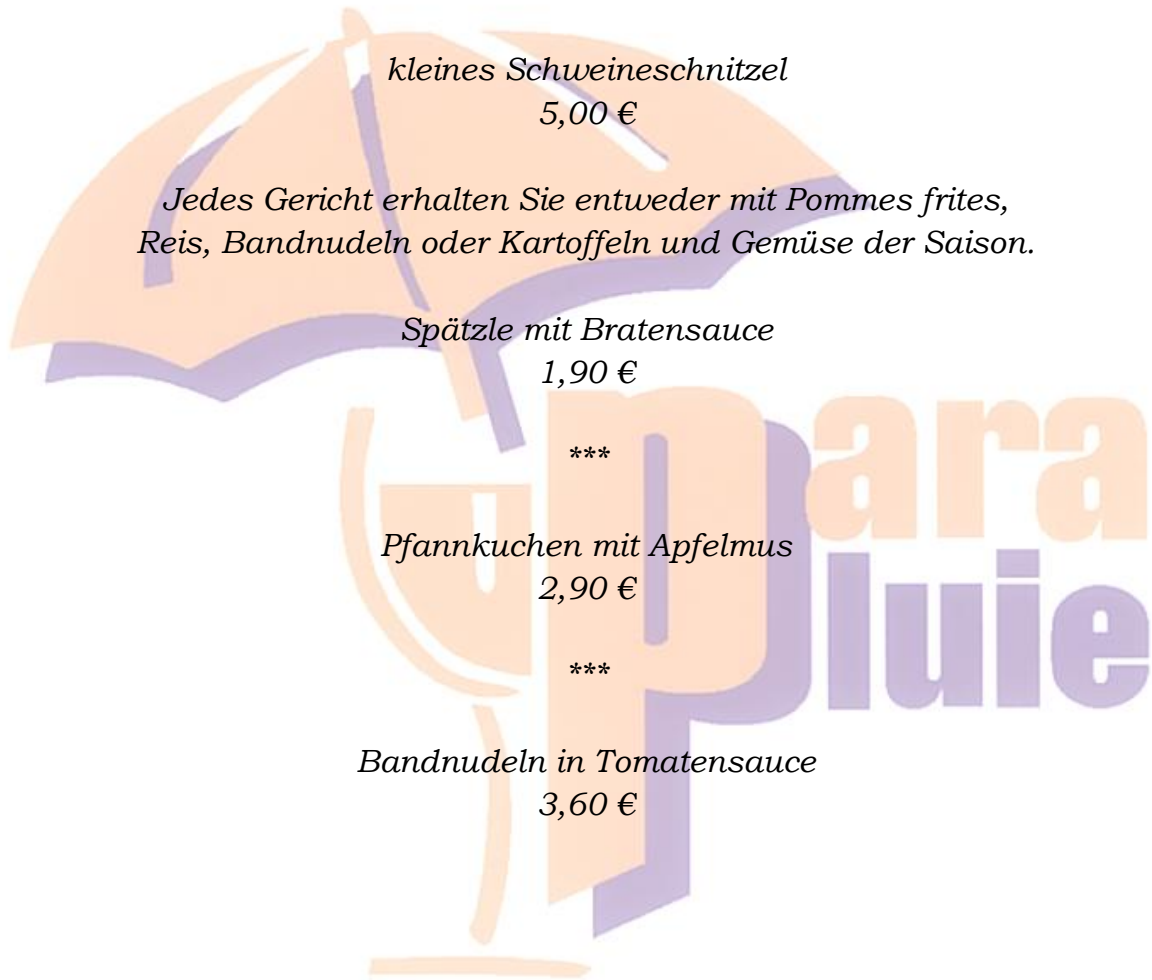 kleines Schweineschnitzel
5,00 €
Jedes Gericht erhalten Sie entweder mit Pommes frites,
Reis, Bandnudeln oder Kartoffeln und Gemüse der Saison.
Spätzle mit Bratensauce
1,90 €
***
Pfannkuchen mit Apfelmus
2,90 €
***
Bandnudeln in Tomatensauce
3,60 €
para
pluie